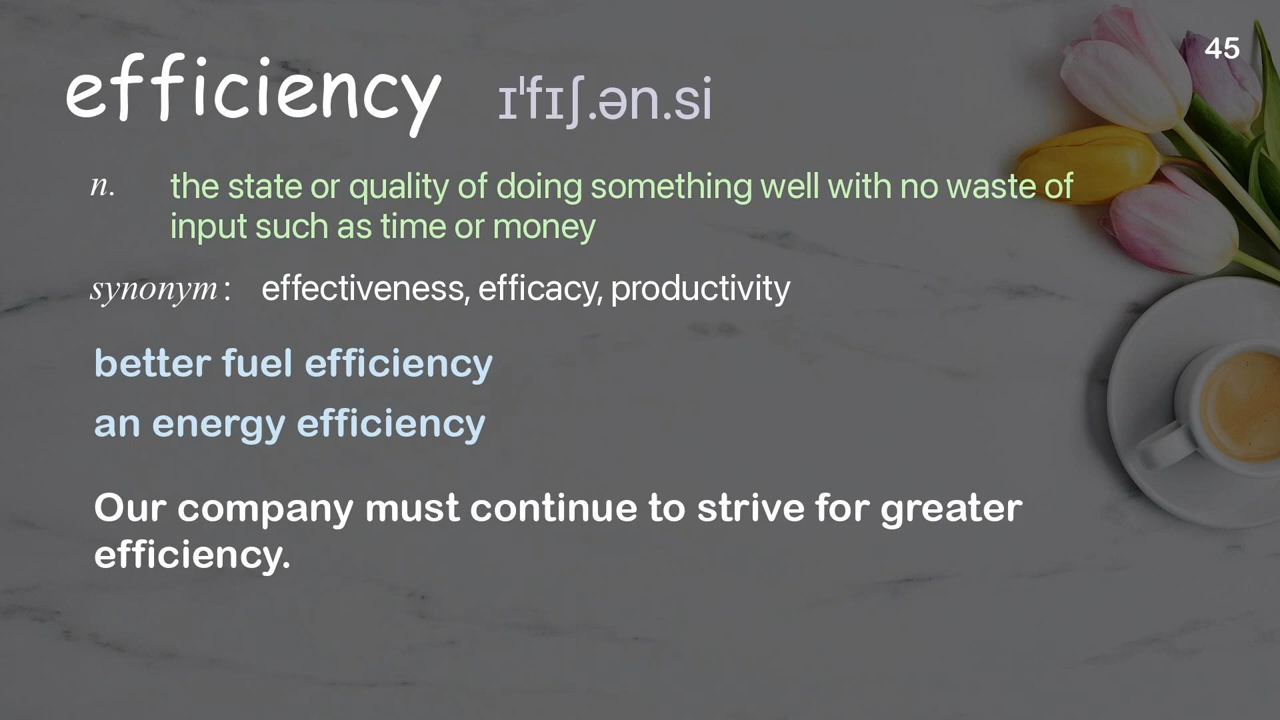 45
efficiency ɪˈfɪʃ.ən.si
n. the state or quality of doing something well with no waste of
input such as time or money
synonym : effectiveness, efficacy, productivity
better fuel efficiency
an energy efficiency
Our company must continue to strive for greater
efficiency.